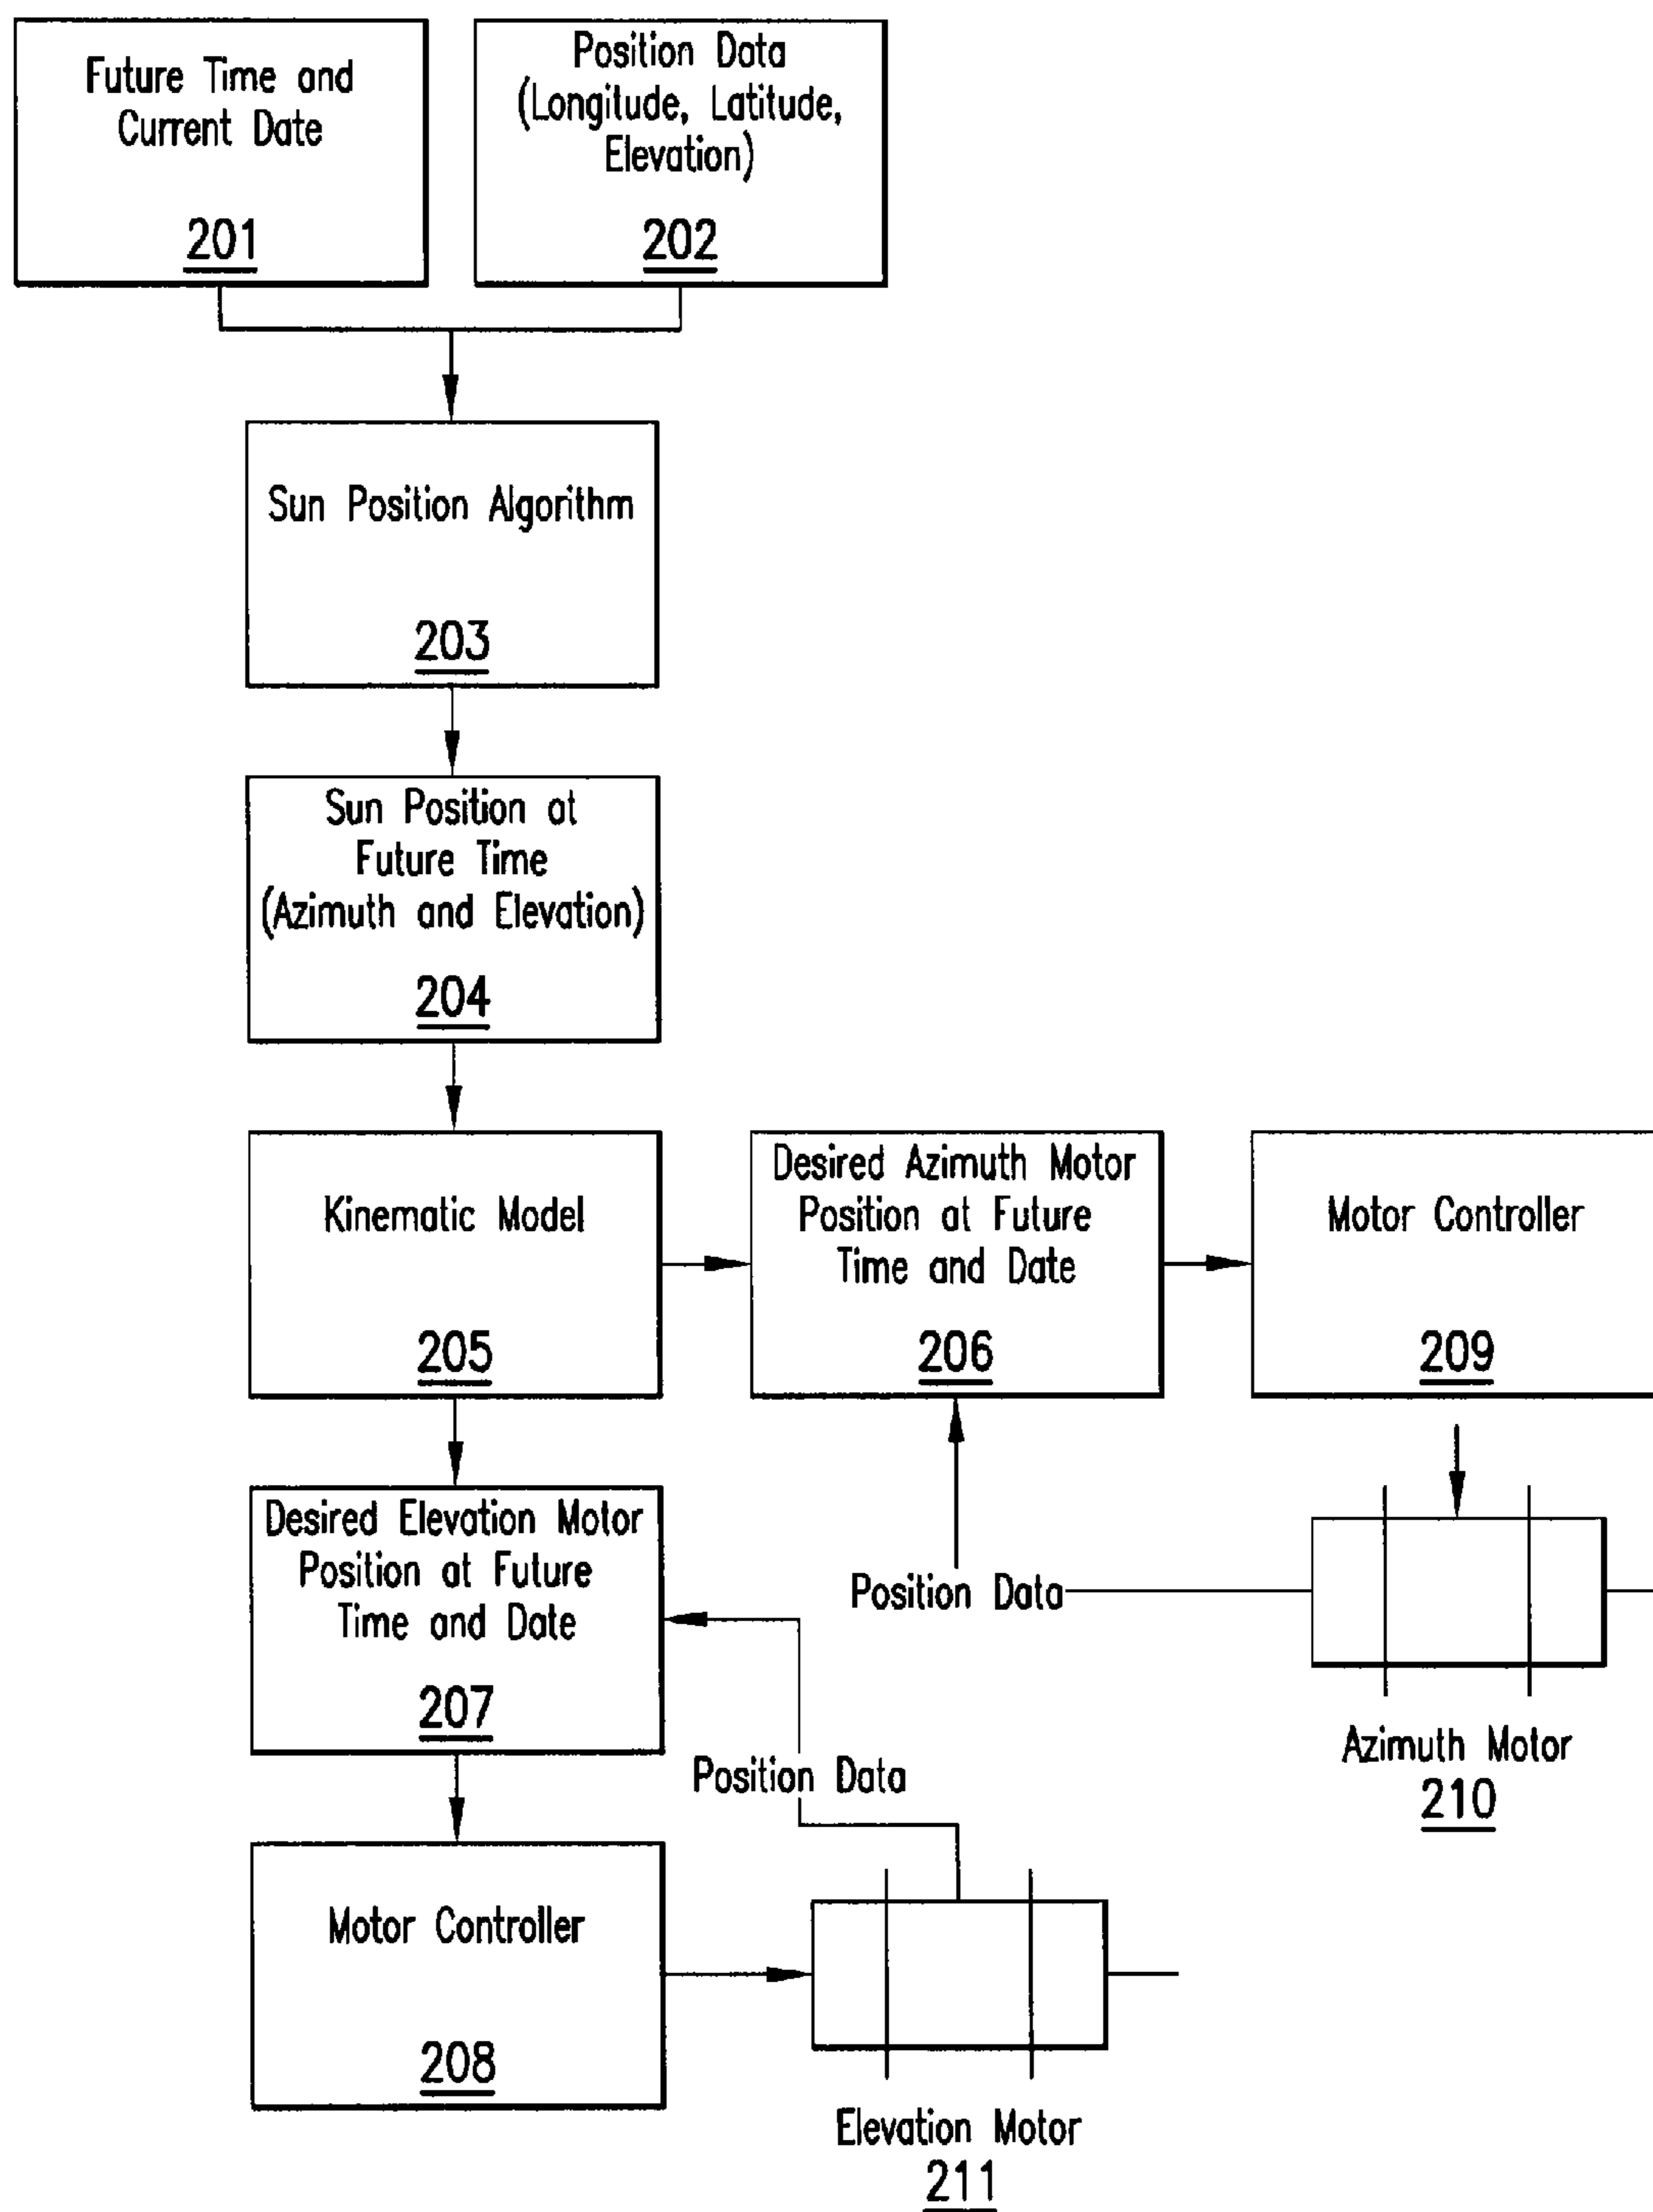 Future Time and
Current Date
201
Position Data
(Longitude, Latitude,
Elevation)
202
Sun Position Algorithm
203
Sun Position at
Future Time
(Azimuth and Elevation)
204
Kinematic Model
205
Desired Azimuth Motor
Position at Future
Time and Date
206
Motor Controller
209
Desired Elevation Motor
Position at Future
Time and Date
207
Position Data
Azimuth Motor
210
Position Data
Motor Controller
208
Elevation Motor
211